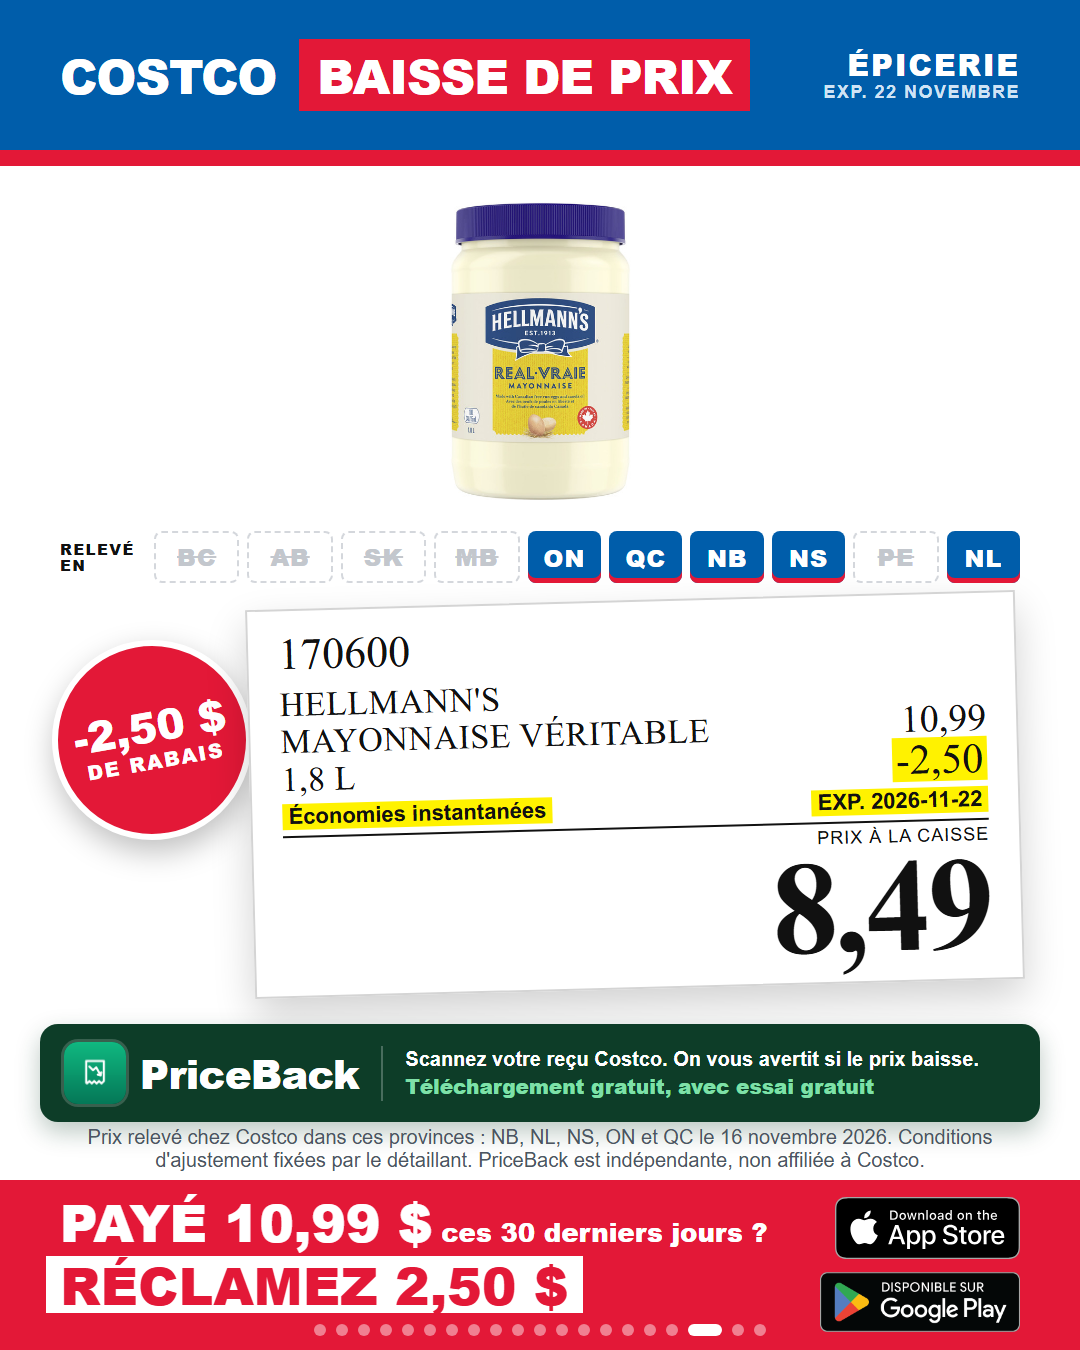 COSTCO BAISSE DE PRIX
ÉPICERIE
EXP. 22 NOVEMBRE
HELLMANN'S
EST. 1913
REAL·VRAIE
MAYONNAISE
RELEVÉ
EN
BC AB SK MB ON QC NB NS PE NL
-2,50 $
DE RABAIS
170600
HELLMANN'S
MAYONNAISE VÉRITABLE
1,8 L
10,99
-2,50
Économies instantanées
EXP. 2026-11-22
PRIX À LA CAISSE
8,49
PriceBack
Scannez votre reçu Costco. On vous avertit si le prix baisse.
Téléchargement gratuit, avec essai gratuit
Prix relevé chez Costco dans ces provinces : NB, NL, NS, ON et QC le 16 novembre 2026. Conditions
d'ajustement fixées par le détaillant. PriceBack est indépendante, non affiliée à Costco.
PAYÉ 10,99 $ ces 30 derniers jours ?
RÉCLAMEZ 2,50 $
Download on the
App Store
DISPONIBLE SUR
Google Play